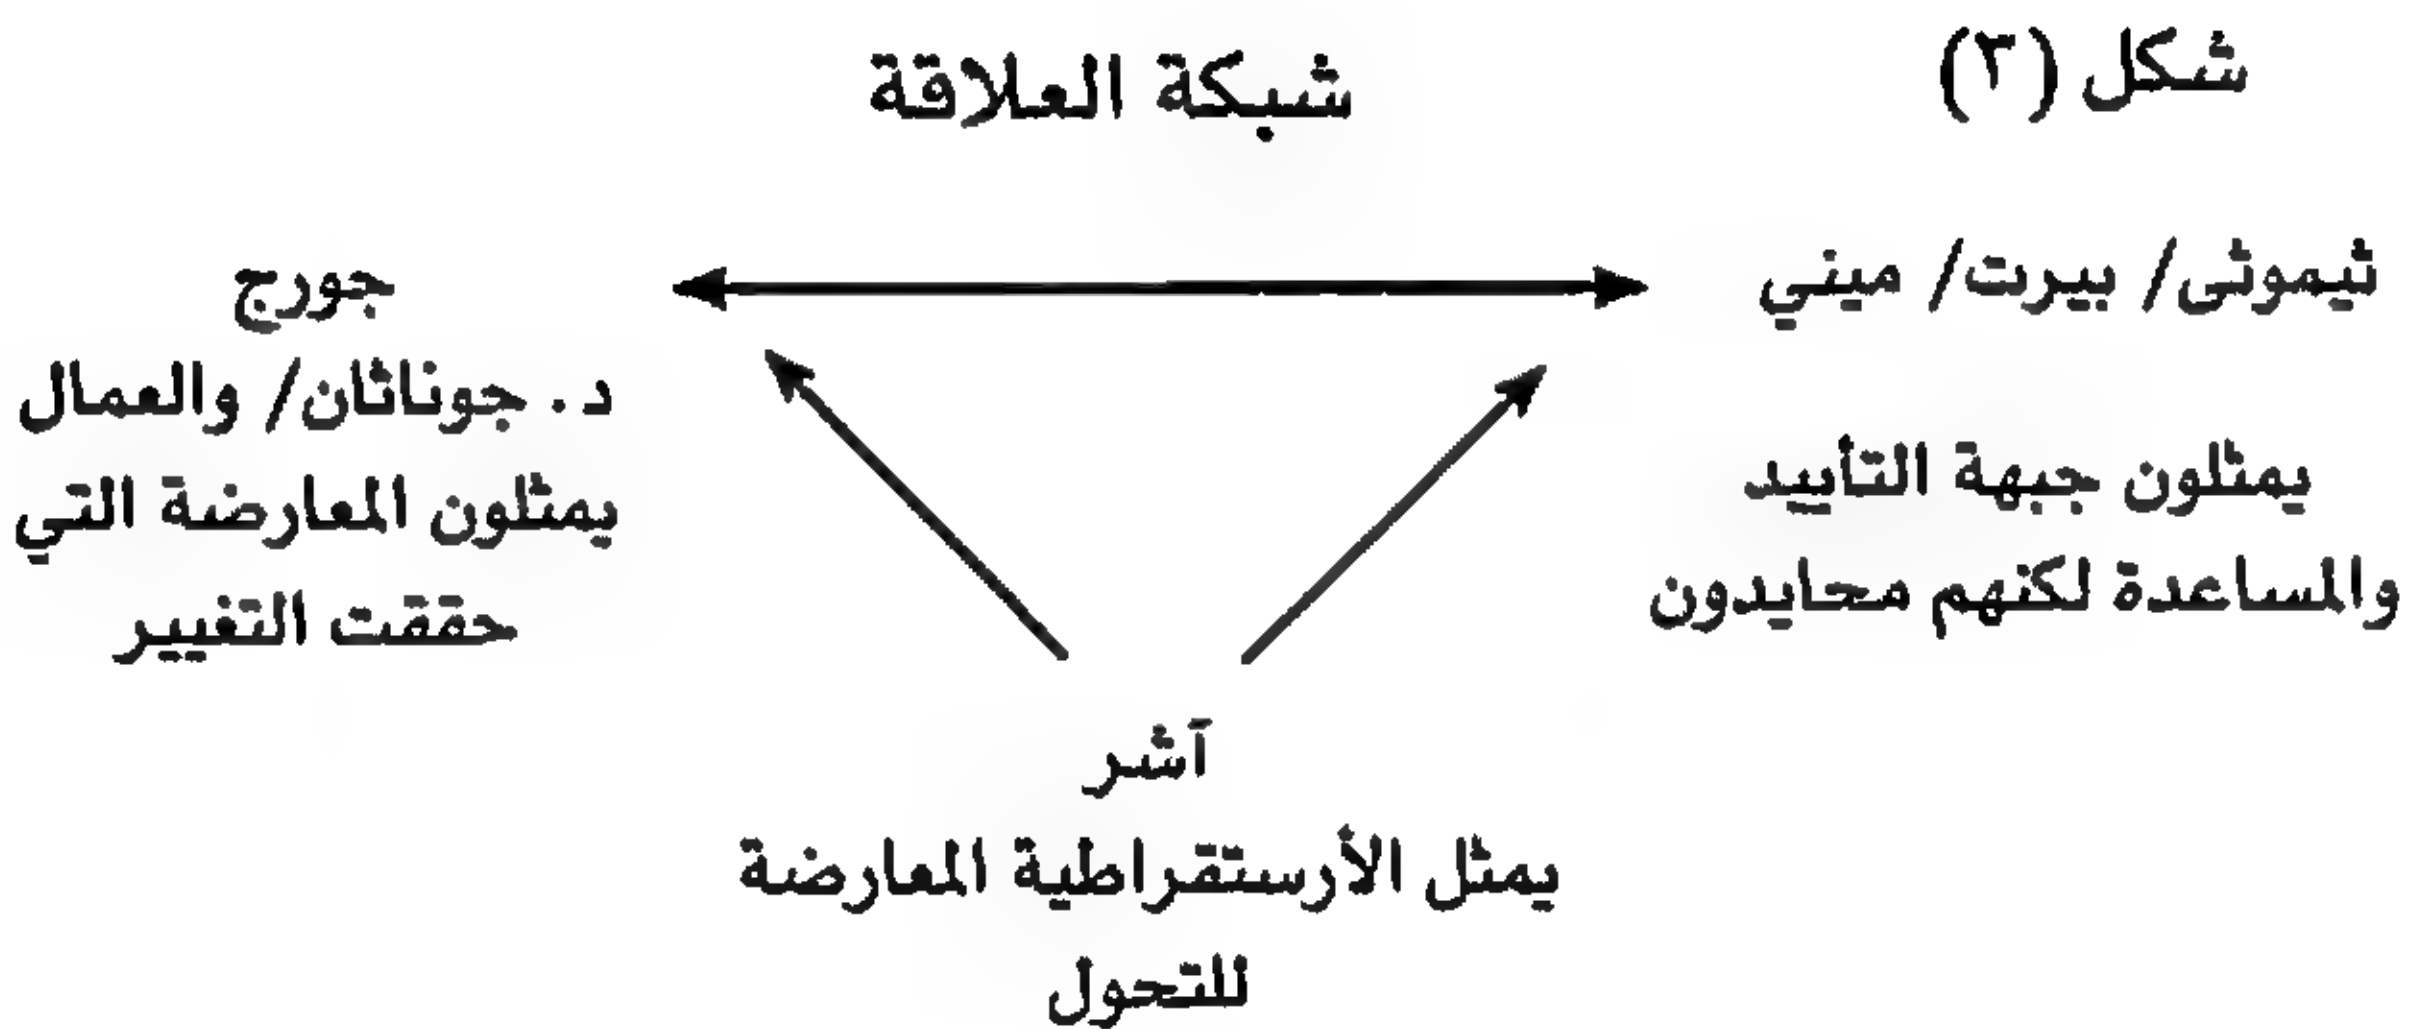 شكل (٣)
شبكة العلاقة
ثيموثى/ بيرت/ ميني
يمثلون جبهة التأييد
والمساعدة لكنهم محايدون
جورج
د. جوناثان/ والعمال
يمثلون المعارضة التي
حققت التغيير
آشر
يمثل الأرستقراطية المعارضة
للتحول